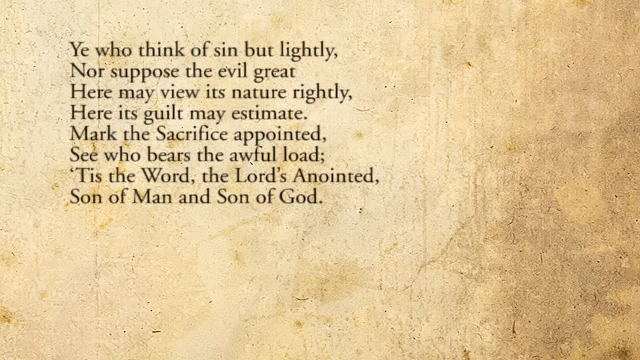 Ye who think of sin but lightly,
Nor suppose the evil great
Here may view its nature rightly,
Here its guilt may estimate.
Mark the Sacrifice appointed,
See who bears the awful load;
‘Tis the Word, the Lord’s Anointed,
Son of Man and Son of God.